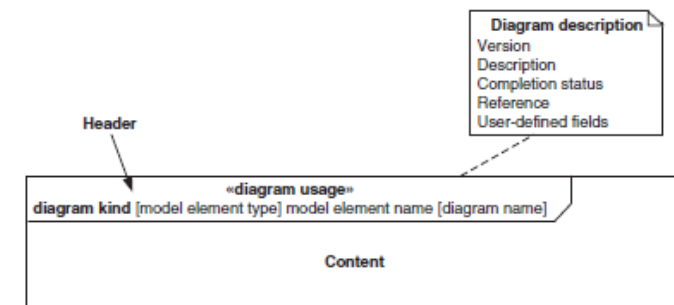 Diagram description
Version
Description
Completion status
Reference
User-defined fields
Header
«diagram usage»
diagram kind [model element type] model element name [diagram name]
Content